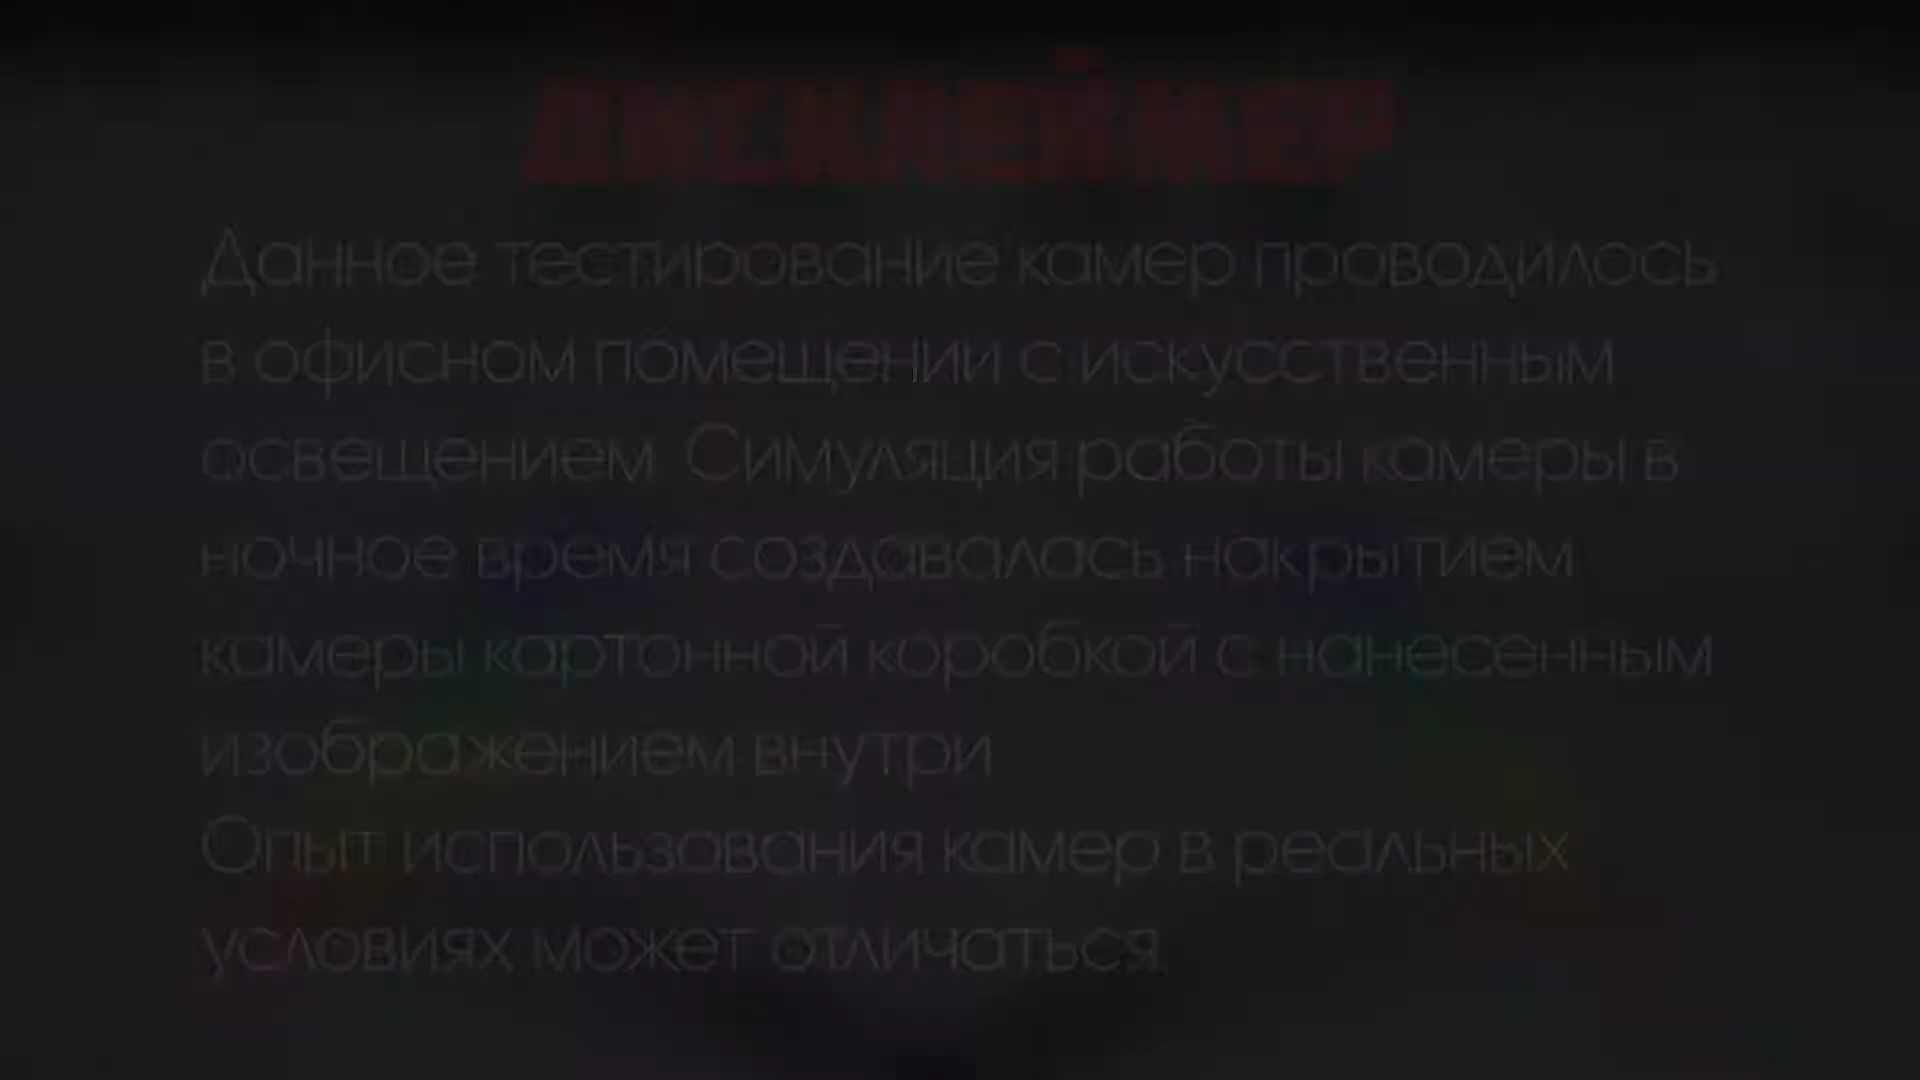 ДИСКЛЕЙМЕР
Данное тестирование камер проводилось
в офисном помещении с искусственным
освещением. Симуляция работы камеры в
ночное время создавалась накрытием
камеры картонной коробкой с нанесенным
изображением внутри
Опыт использования камер в реальных
условиях может отличаться.